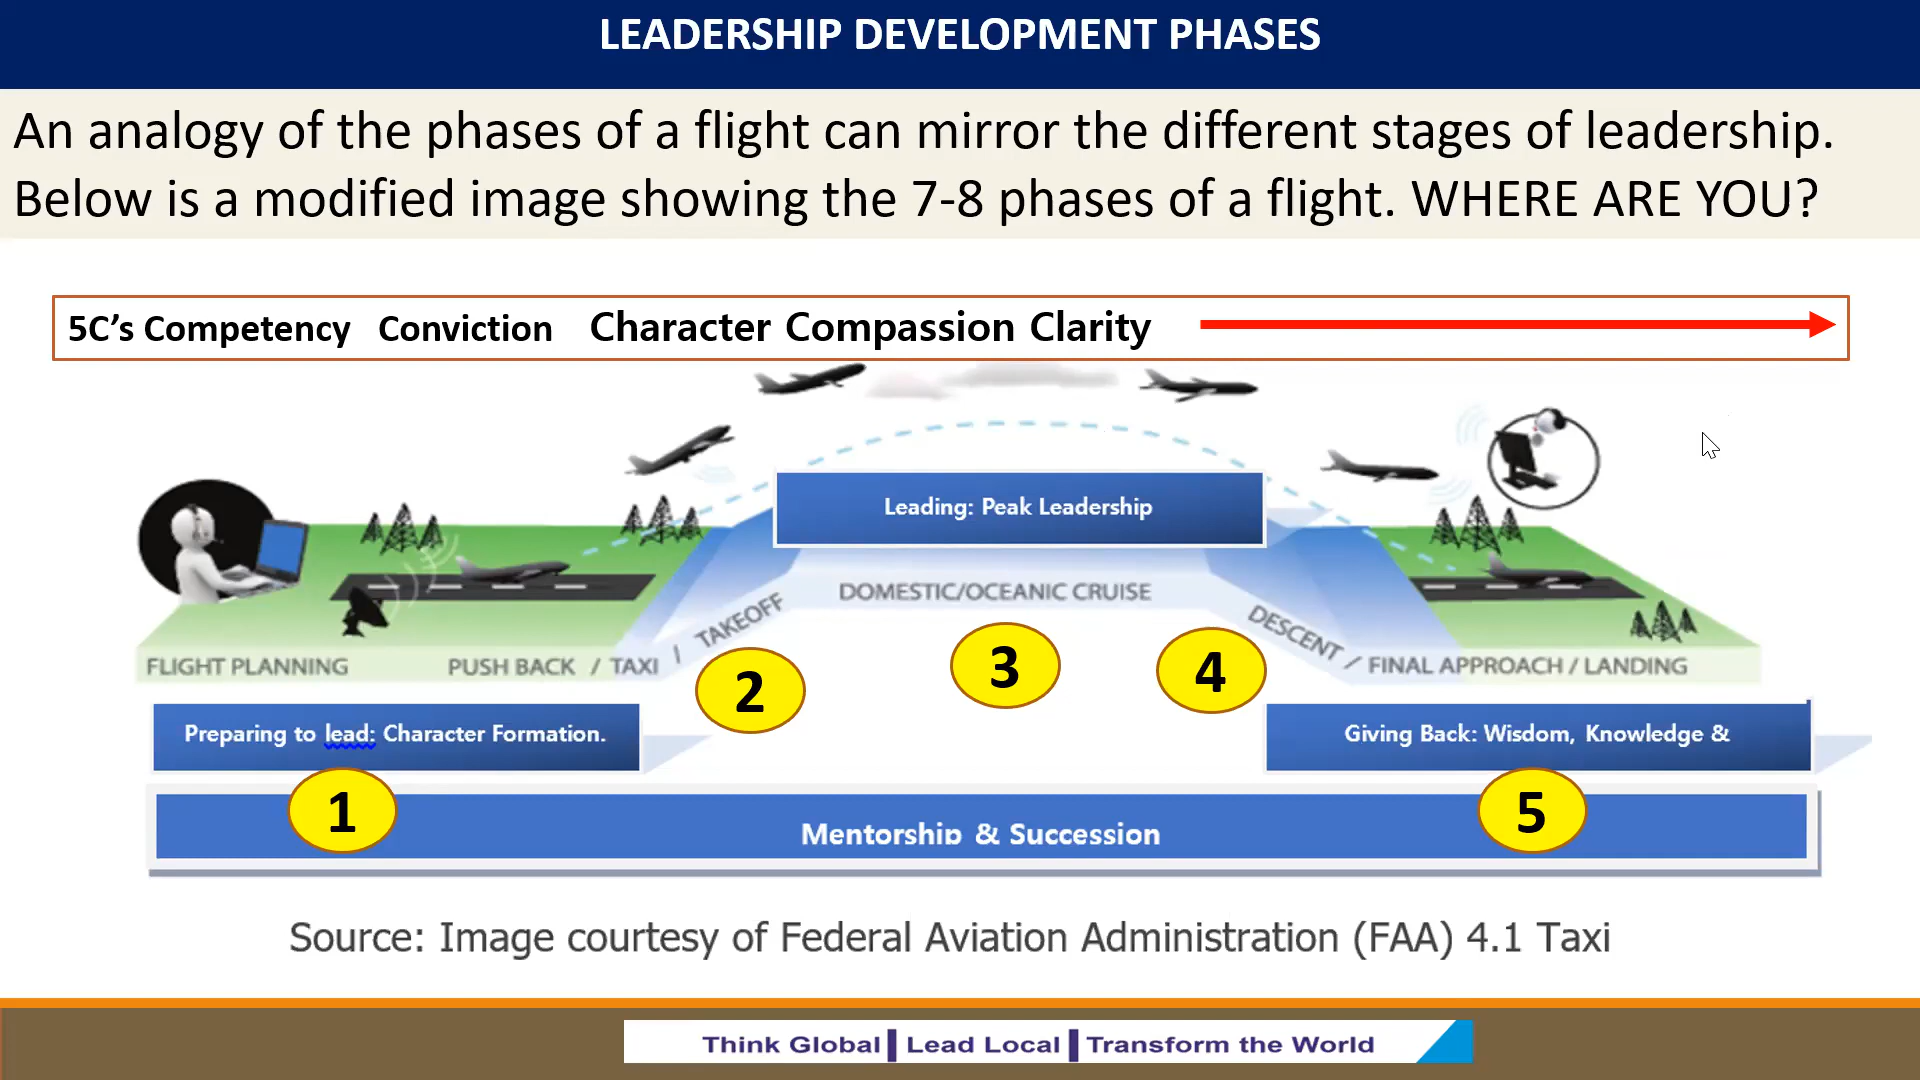 LEADERSHIP DEVELOPMENT PHASES
An analogy of the phases of a flight can mirror the different stages of leadership.
Below is a modified image showing the 7-8 phases of a flight. WHERE ARE YOU?
5C’s Competency Conviction Character Compassion Clarity
Leading: Peak Leadership
DOMESTIC/OCEANIC CRUISE
FLIGHT PLANNING
PUSH BACK / TAXI / TAKEOFF
DESCENT / FINAL APPROACH / LANDING
2
3
4
Preparing to lead: Character Formation.
Giving Back: Wisdom, Knowledge &
1
5
Mentorship & Succession
Source: Image courtesy of Federal Aviation Administration (FAA) 4.1 Taxi
Think Global Lead Local Transform the World